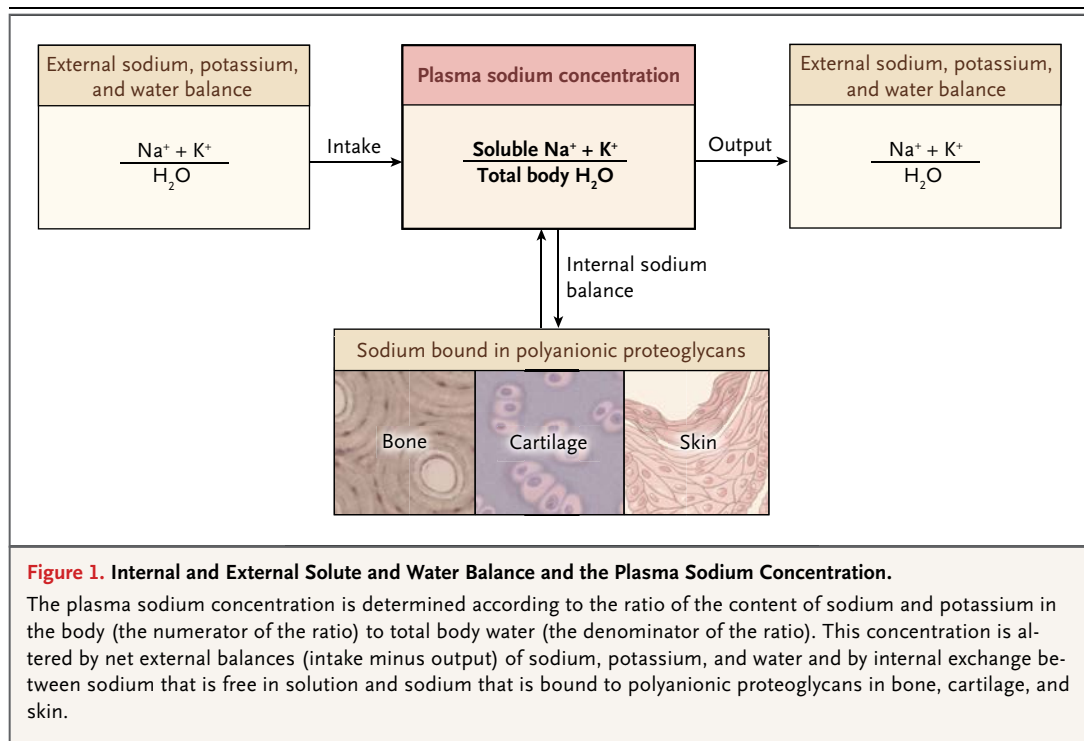 External sodium, potassium,
and water balance
Na⁺ + K⁺
H₂O
Intake
Plasma sodium concentration
Soluble Na⁺ + K⁺
Total body H₂O
Output
External sodium, potassium,
and water balance
Na⁺ + K⁺
H₂O
Internal sodium
balance
Sodium bound in polyanionic proteoglycans
Bone
Cartilage
Skin
Figure 1. Internal and External Solute and Water Balance and the Plasma Sodium Concentration.
The plasma sodium concentration is determined according to the ratio of the content of sodium and potassium in
the body (the numerator of the ratio) to total body water (the denominator of the ratio). This concentration is al-
tered by net external balances (intake minus output) of sodium, potassium, and water and by internal exchange be-
tween sodium that is free in solution and sodium that is bound to polyanionic proteoglycans in bone, cartilage, and
skin.